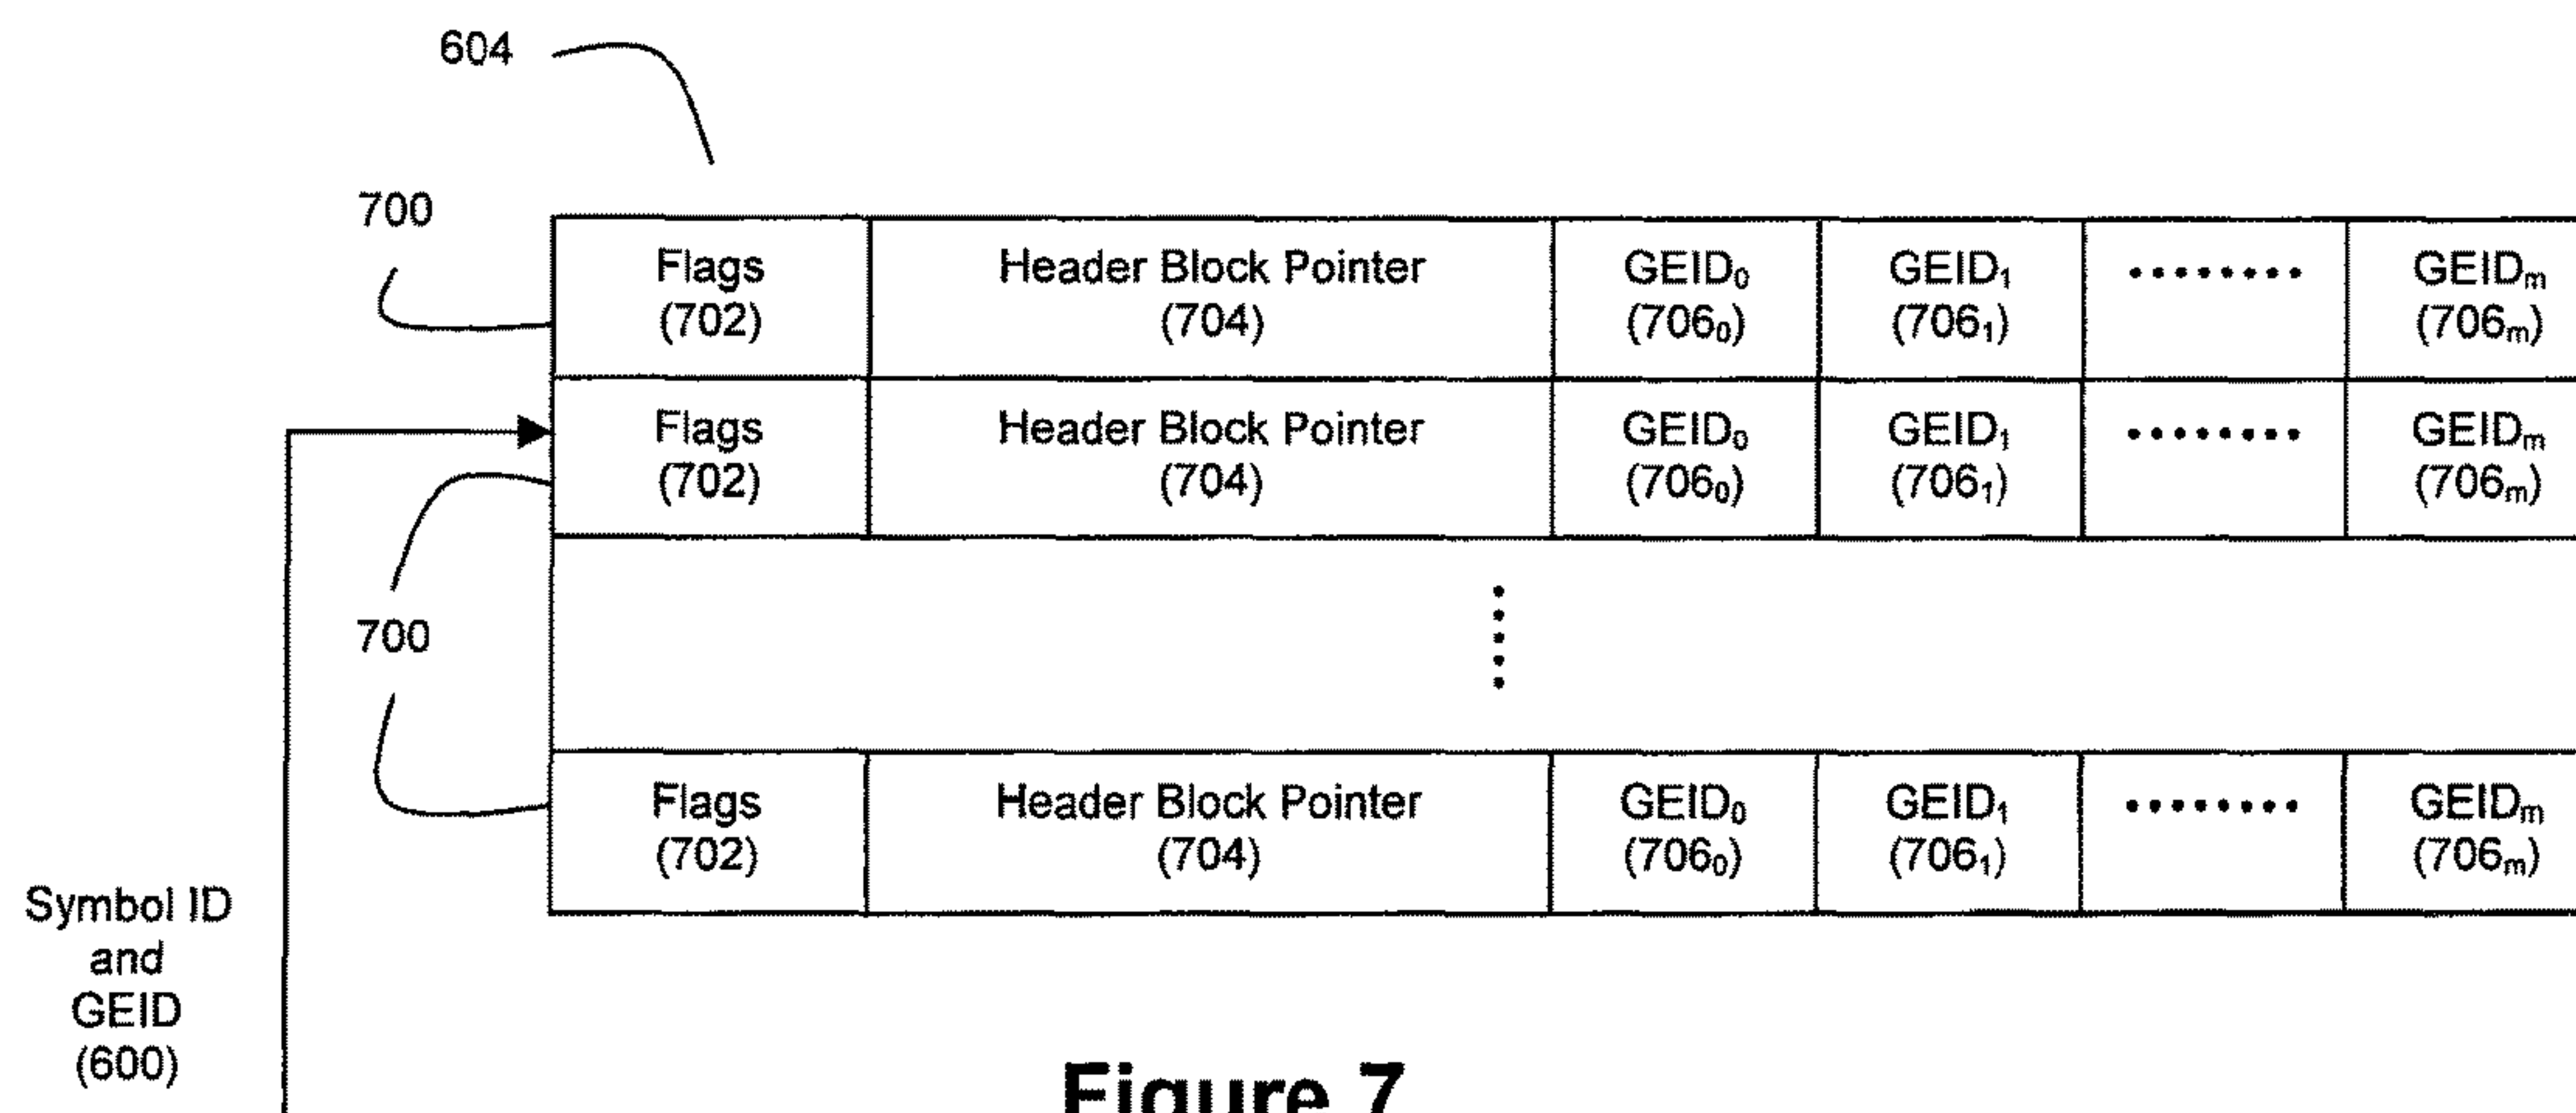 604
700
Flags Header Block Pointer GEID₀ GEID₁ ........ GEIDₘ
(702) (704) (706₀) (706₁) (706ₘ)
Flags Header Block Pointer GEID₀ GEID₁ ........ GEIDₘ
(702) (704) (706₀) (706₁) (706ₘ)
700
Flags Header Block Pointer GEID₀ GEID₁ ........ GEIDₘ
(702) (704) (706₀) (706₁) (706ₘ)
Symbol ID
and
GEID
(600)
Figure 7